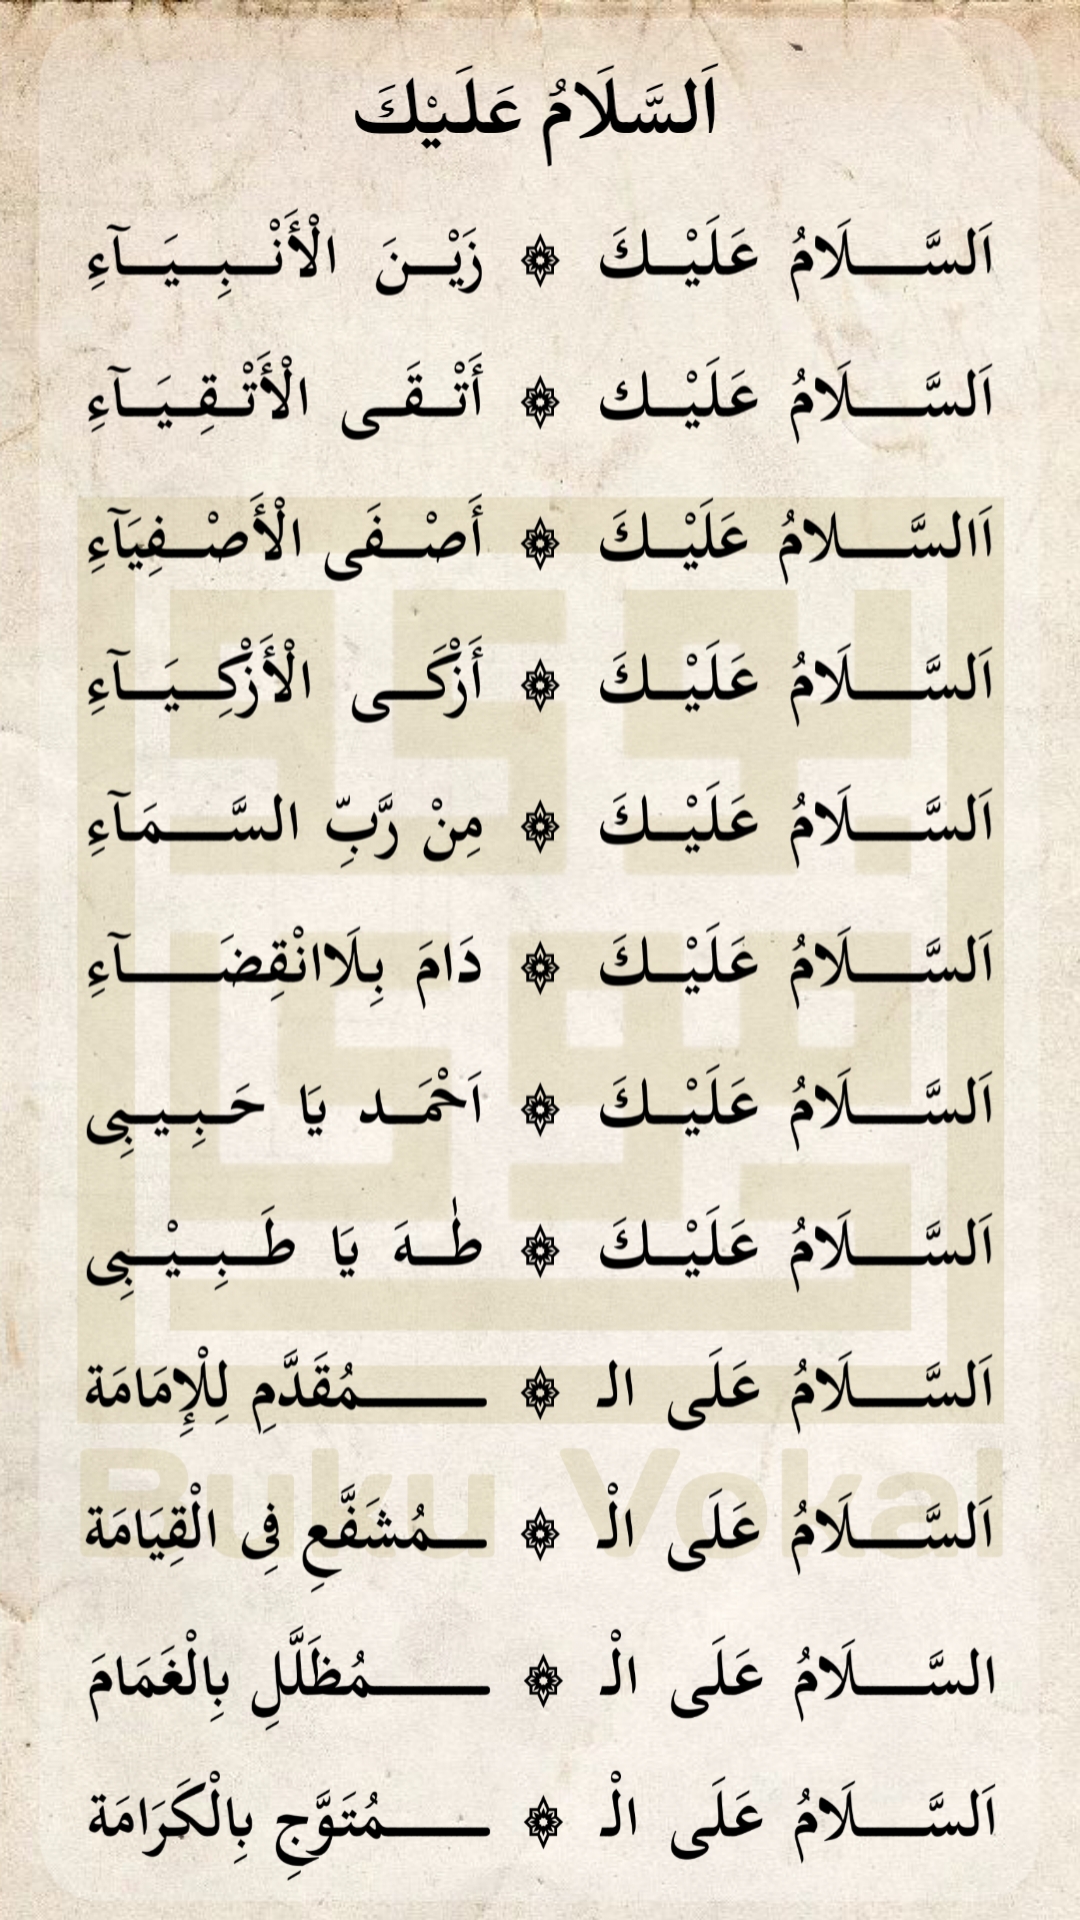 اَلسَّلَامُ عَلَيْكَ
اَلسَّلَامُ عَلَيْكَ ۞ زَيْنَ الْأَنْبِيَآءِ
اَلسَّلَامُ عَلَيْك ۞ أَتْقَى الْأَتْقِيَآءِ
اَالسَّلامُ عَلَيْكَ ۞ أَصْفَى الْأَصْفِيَآءِ
اَلسَّلَامُ عَلَيْكَ ۞ أَزْكَى الْأَزْكِيَآءِ
اَلسَّلَامُ عَلَيْكَ ۞ مِنْ رَّبِّ السَّمَآءِ
اَلسَّلَامُ عَلَيْكَ ۞ دَامَ بِلَاانْقِضَآءِ
اَلسَّلَامُ عَلَيْكَ ۞ اَحْمَد يَا حَبِيبِى
اَلسَّلَامُ عَلَيْكَ ۞ طٰهَ يَا طَبِيْبِى
اَلسَّلَامُ عَلَى الـ ۞ ـمُقَدَّمِ لِلْإِمَامَة
اَلسَّلَامُ عَلَى الْـ ۞ ـمُشَفَّعِ فِى الْقِيَامَة
السَّلَامُ عَلَى الْـ ۞ ـمُظَلَّلِ بِالْغَمَامَ
اَلسَّلَامُ عَلَى الْـ ۞ ـمُتَوَّجِ بِالْكَرَامَة
Buku Vokal